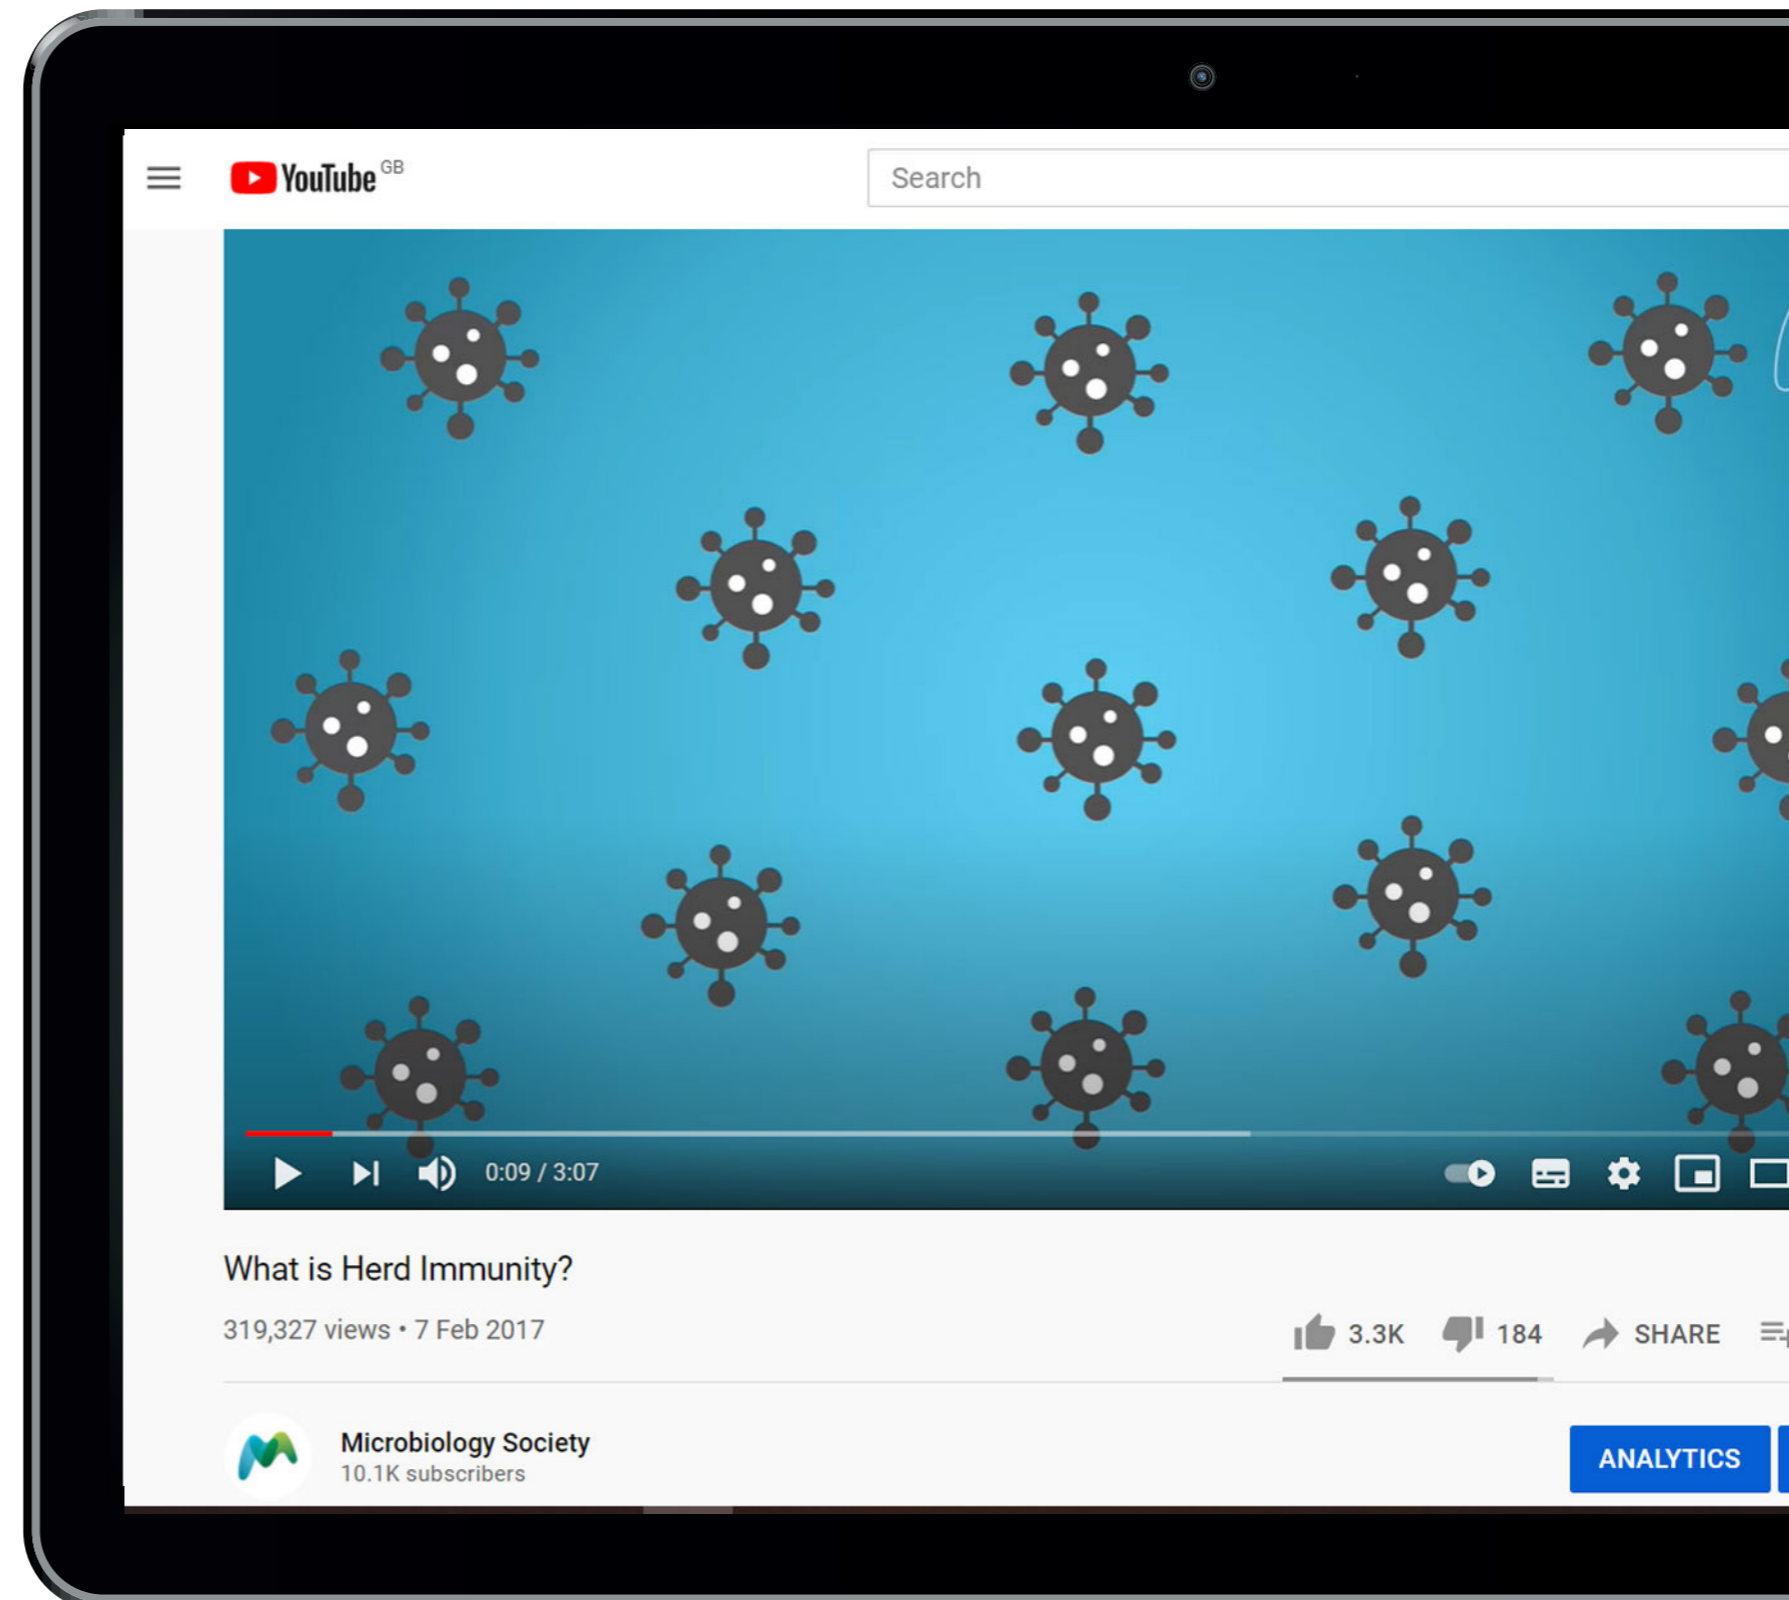 YouTube GB
Search
0:09 / 3:07
What is Herd Immunity?
319,327 views • 7 Feb 2017
3.3K 184 SHARE
Microbiology Society
10.1K subscribers
ANALYTICS